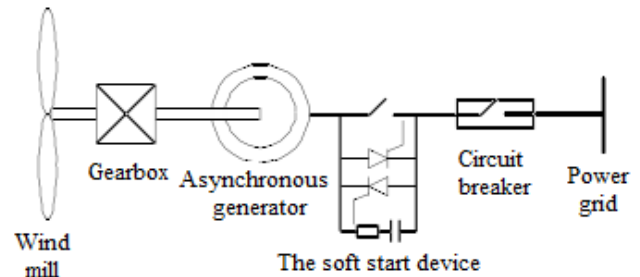 Gearbox
Asynchronous
generator
Circuit
breaker
Power
grid
Wind
mill
The soft start device